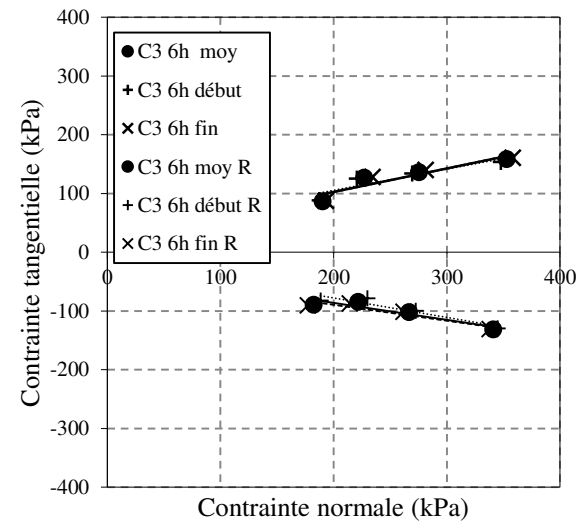 400
300
200
100
0
-100
-200
-300
-400
Contrainte tangentielle (kPa)
C3 6h moy
C3 6h début
C3 6h fin
C3 6h moy R
C3 6h début R
C3 6h fin R
0 100 200 300 400
Contrainte normale (kPa)